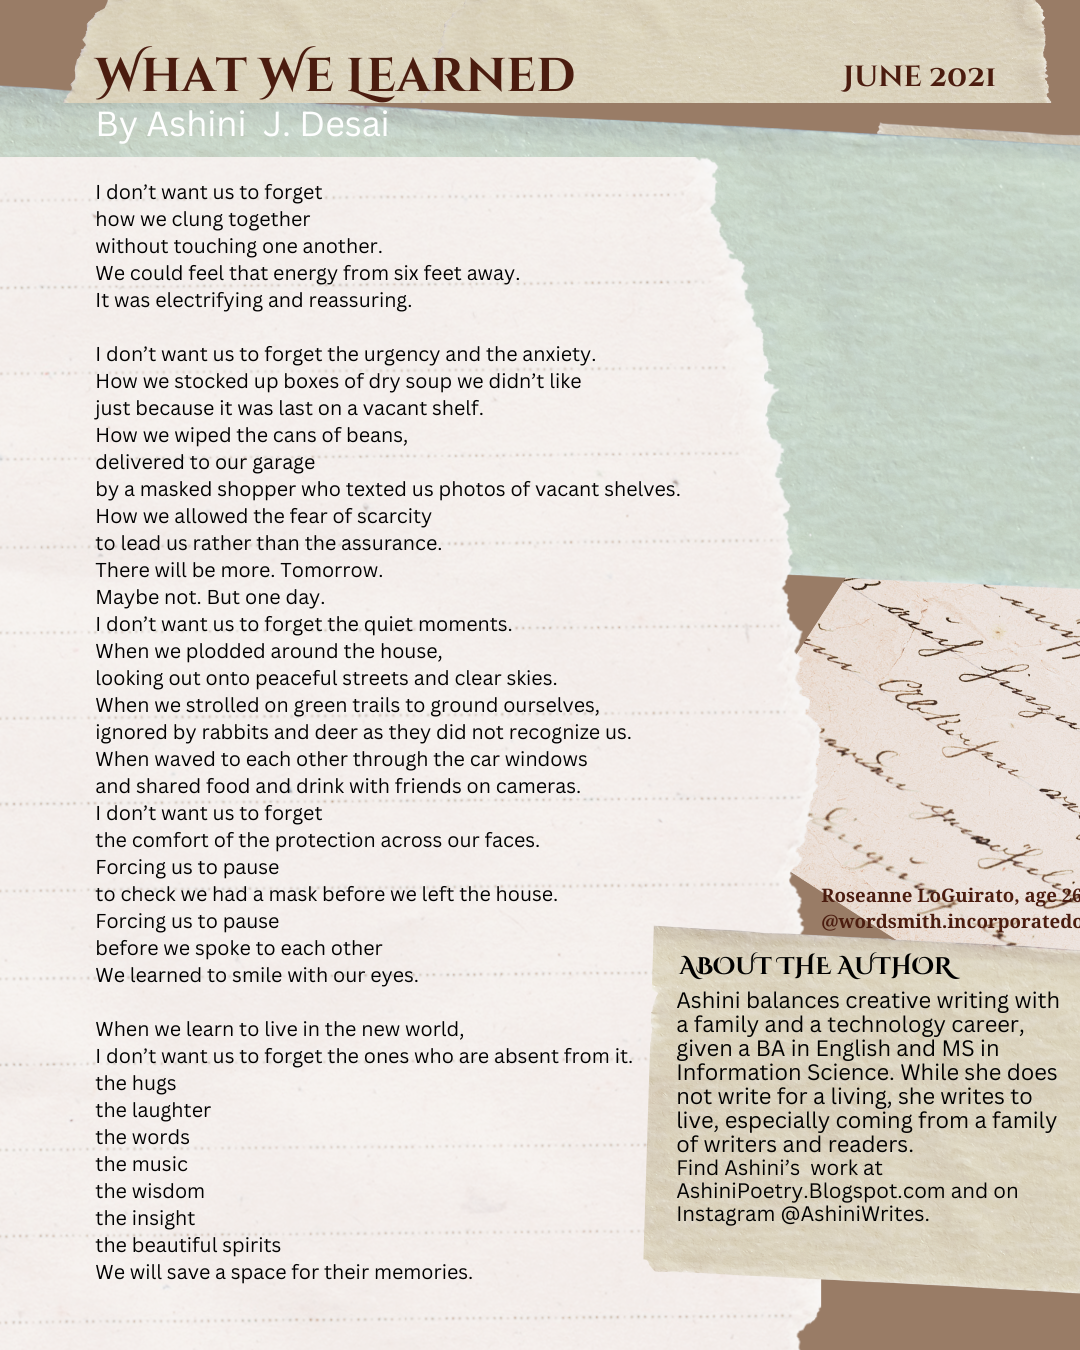 WHAT WE LEARNED
JUNE 2021
By Ashini J. Desai
I don’t want us to forget
how we clung together
without touching one another.
We could feel that energy from six feet away.
It was electrifying and reassuring.
I don’t want us to forget the urgency and the anxiety.
How we stocked up boxes of dry soup we didn’t like
just because it was last on a vacant shelf.
How we wiped the cans of beans,
delivered to our garage
by a masked shopper who texted us photos of vacant shelves.
How we allowed the fear of scarcity
to lead us rather than the assurance.
There will be more. Tomorrow.
Maybe not. But one day.
I don’t want us to forget the quiet moments.
When we plodded around the house,
looking out onto peaceful streets and clear skies.
When we strolled on green trails to ground ourselves,
ignored by rabbits and deer as they did not recognize us.
When waved to each other through the car windows
and shared food and drink with friends on cameras.
I don’t want us to forget
the comfort of the protection across our faces.
Forcing us to pause
to check we had a mask before we left the house.
Forcing us to pause
before we spoke to each other
We learned to smile with our eyes.
When we learn to live in the new world,
I don’t want us to forget the ones who are absent from it.
the hugs
the laughter
the words
the music
the wisdom
the insight
the beautiful spirits
We will save a space for their memories.
Roseanne LoGuirato, age 26
@wordsmith.incorporatedo
ABOUT THE AUTHOR
Ashini balances creative writing with
a family and a technology career,
given a BA in English and MS in
Information Science. While she does
not write for a living, she writes to
live, especially coming from a family
of writers and readers.
Find Ashini’s work at
AshiniPoetry.Blogspot.com and on
Instagram @AshiniWrites.